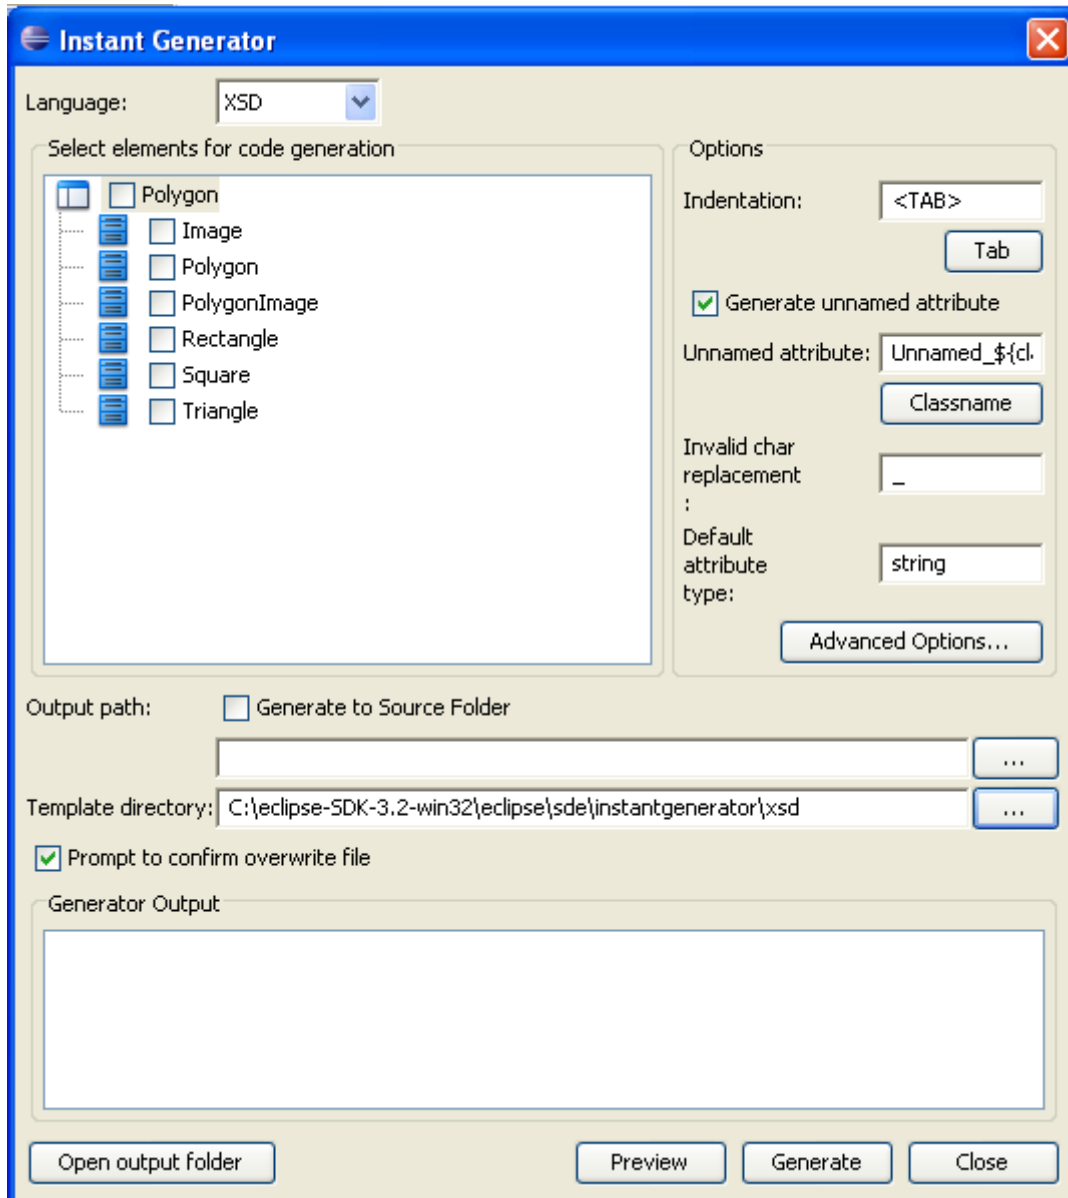 Instant Generator
Language: XSD
Select elements for code generation
Polygon
Image
Polygon
PolygonImage
Rectangle
Square
Triangle
Options
Indentation: <TAB>
Tab
Generate unnamed attribute
Unnamed attribute: Unnamed_${cl
Classname
Invalid char
replacement
: _
Default
attribute
type: string
Advanced Options...
Output path: Generate to Source Folder
...
Template directory: C:\eclipse-SDK-3.2-win32\eclipse\sde\instantgenerator\xsd ...
Prompt to confirm overwrite file
Generator Output
Open output folder Preview Generate Close